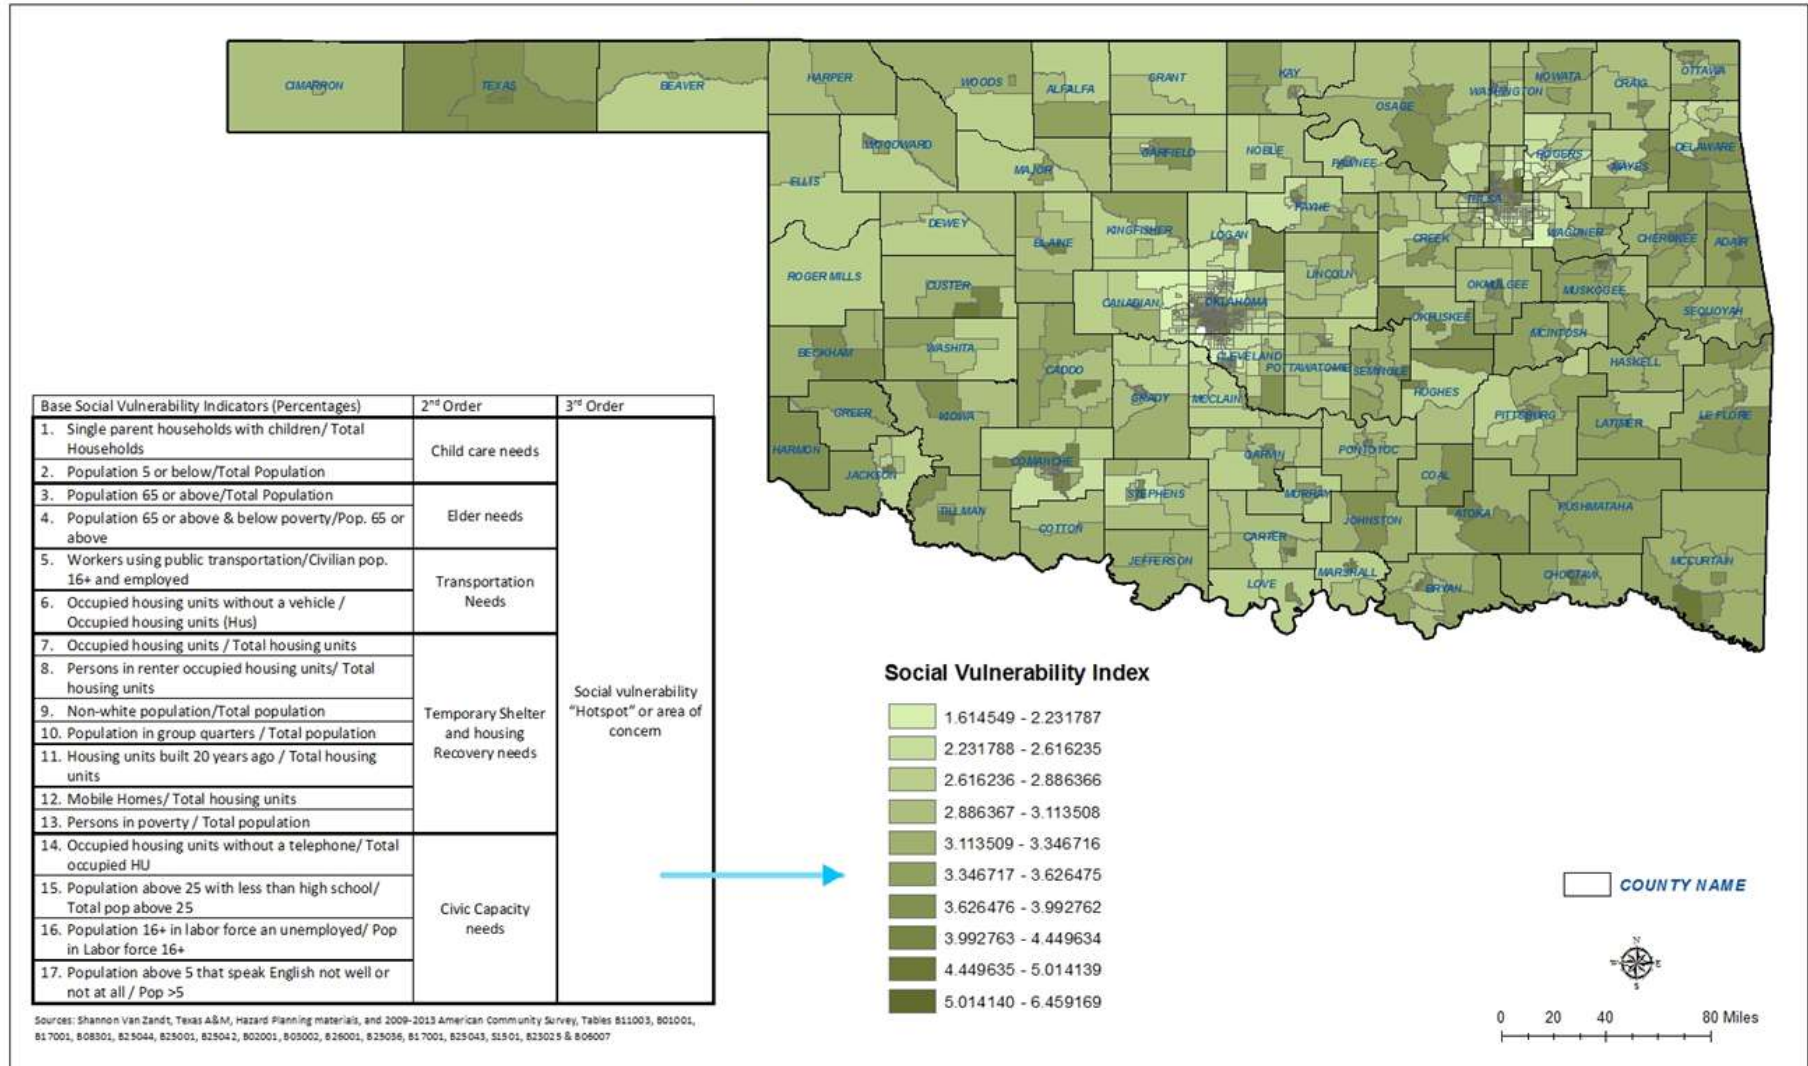 CIMARRON
TEXAS
BEAVER
HARPER
WOODS
ALFALFA
GRANT
KAY
OSAGE
WASHINGTON
NOWATA
CRAIG
OTTAWA
ELLIS
WOODWARD
MAJOR
GARFIELD
NOBLE
PAWNEE
ROGERS
MAYES
DELAWARE
ROGER MILLS
DEWEY
BLAINE
KINGFISHER
LOGAN
PAYNE
CREEK
TULSA
WAGONER
CHEROKEE
ADAIR
CUSTER
CANADIAN
OKLAHOMA
LINCOLN
OKMULGEE
MUSKOGEE
SEQUOYAH
BECKHAM
WASHITA
CADDO
CLEVELAND
POTTAWATOMIE
SEMINOLE
OKFUSKEE
MCINTOSH
HASKELL
GREER
KIOWA
GRADY
MCCLAIN
HUGHES
PITTSBURG
LATIMER
LE FLORE
HARMON
JACKSON
COMANCHE
GARVIN
PONTOTOC
COAL
TILLMAN
COTTON
STEPHENS
MURRAY
JOHNSTON
ATOKA
PUSHMATAHA
JEFFERSON
CARTER
LOVE
MARSHALL
BRYAN
CHOCTAW
MCCURTAIN
Base Social Vulnerability Indicators (Percentages)
2nd Order
3rd Order
1. Single parent households with children/ Total
Households
2. Population 5 or below/Total Population
Child care needs
3. Population 65 or above/Total Population
4. Population 65 or above & below poverty/Pop. 65 or
above
Elder needs
5. Workers using public transportation/Civilian pop.
16+ and employed
6. Occupied housing units without a vehicle /
Occupied housing units (Hus)
Transportation
Needs
7. Occupied housing units / Total housing units
8. Persons in renter occupied housing units/ Total
housing units
9. Non-white population/Total population
10. Population in group quarters / Total population
11. Housing units built 20 years ago / Total housing
units
12. Mobile Homes/ Total housing units
13. Persons in poverty / Total population
Temporary Shelter
and housing
Recovery needs
14. Occupied housing units without a telephone/ Total
occupied HU
15. Population above 25 with less than high school/
Total pop above 25
16. Population 16+ in labor force an unemployed/ Pop
in Labor force 16+
17. Population above 5 that speak English not well or
not at all / Pop >5
Civic Capacity
needs
Social vulnerability
“Hotspot” or area of
concern
Sources: Shannon Van Zandt, Texas A&M, Hazard Planning materials, and 2009-2013 American Community Survey, Tables B11003, B01001,
B17001, B08301, B25044, B25001, B25042, B02001, B03002, B26001, B25036, B17001, B25043, S1501, B23025 & B06007
Social Vulnerability Index
1.614549 - 2.231787
2.231788 - 2.616235
2.616236 - 2.886366
2.886367 - 3.113508
3.113509 - 3.346716
3.346717 - 3.626475
3.626476 - 3.992762
3.992763 - 4.449634
4.449635 - 5.014139
5.014140 - 6.459169
COUNTY NAME
N
W E
S
0 20 40 80 Miles